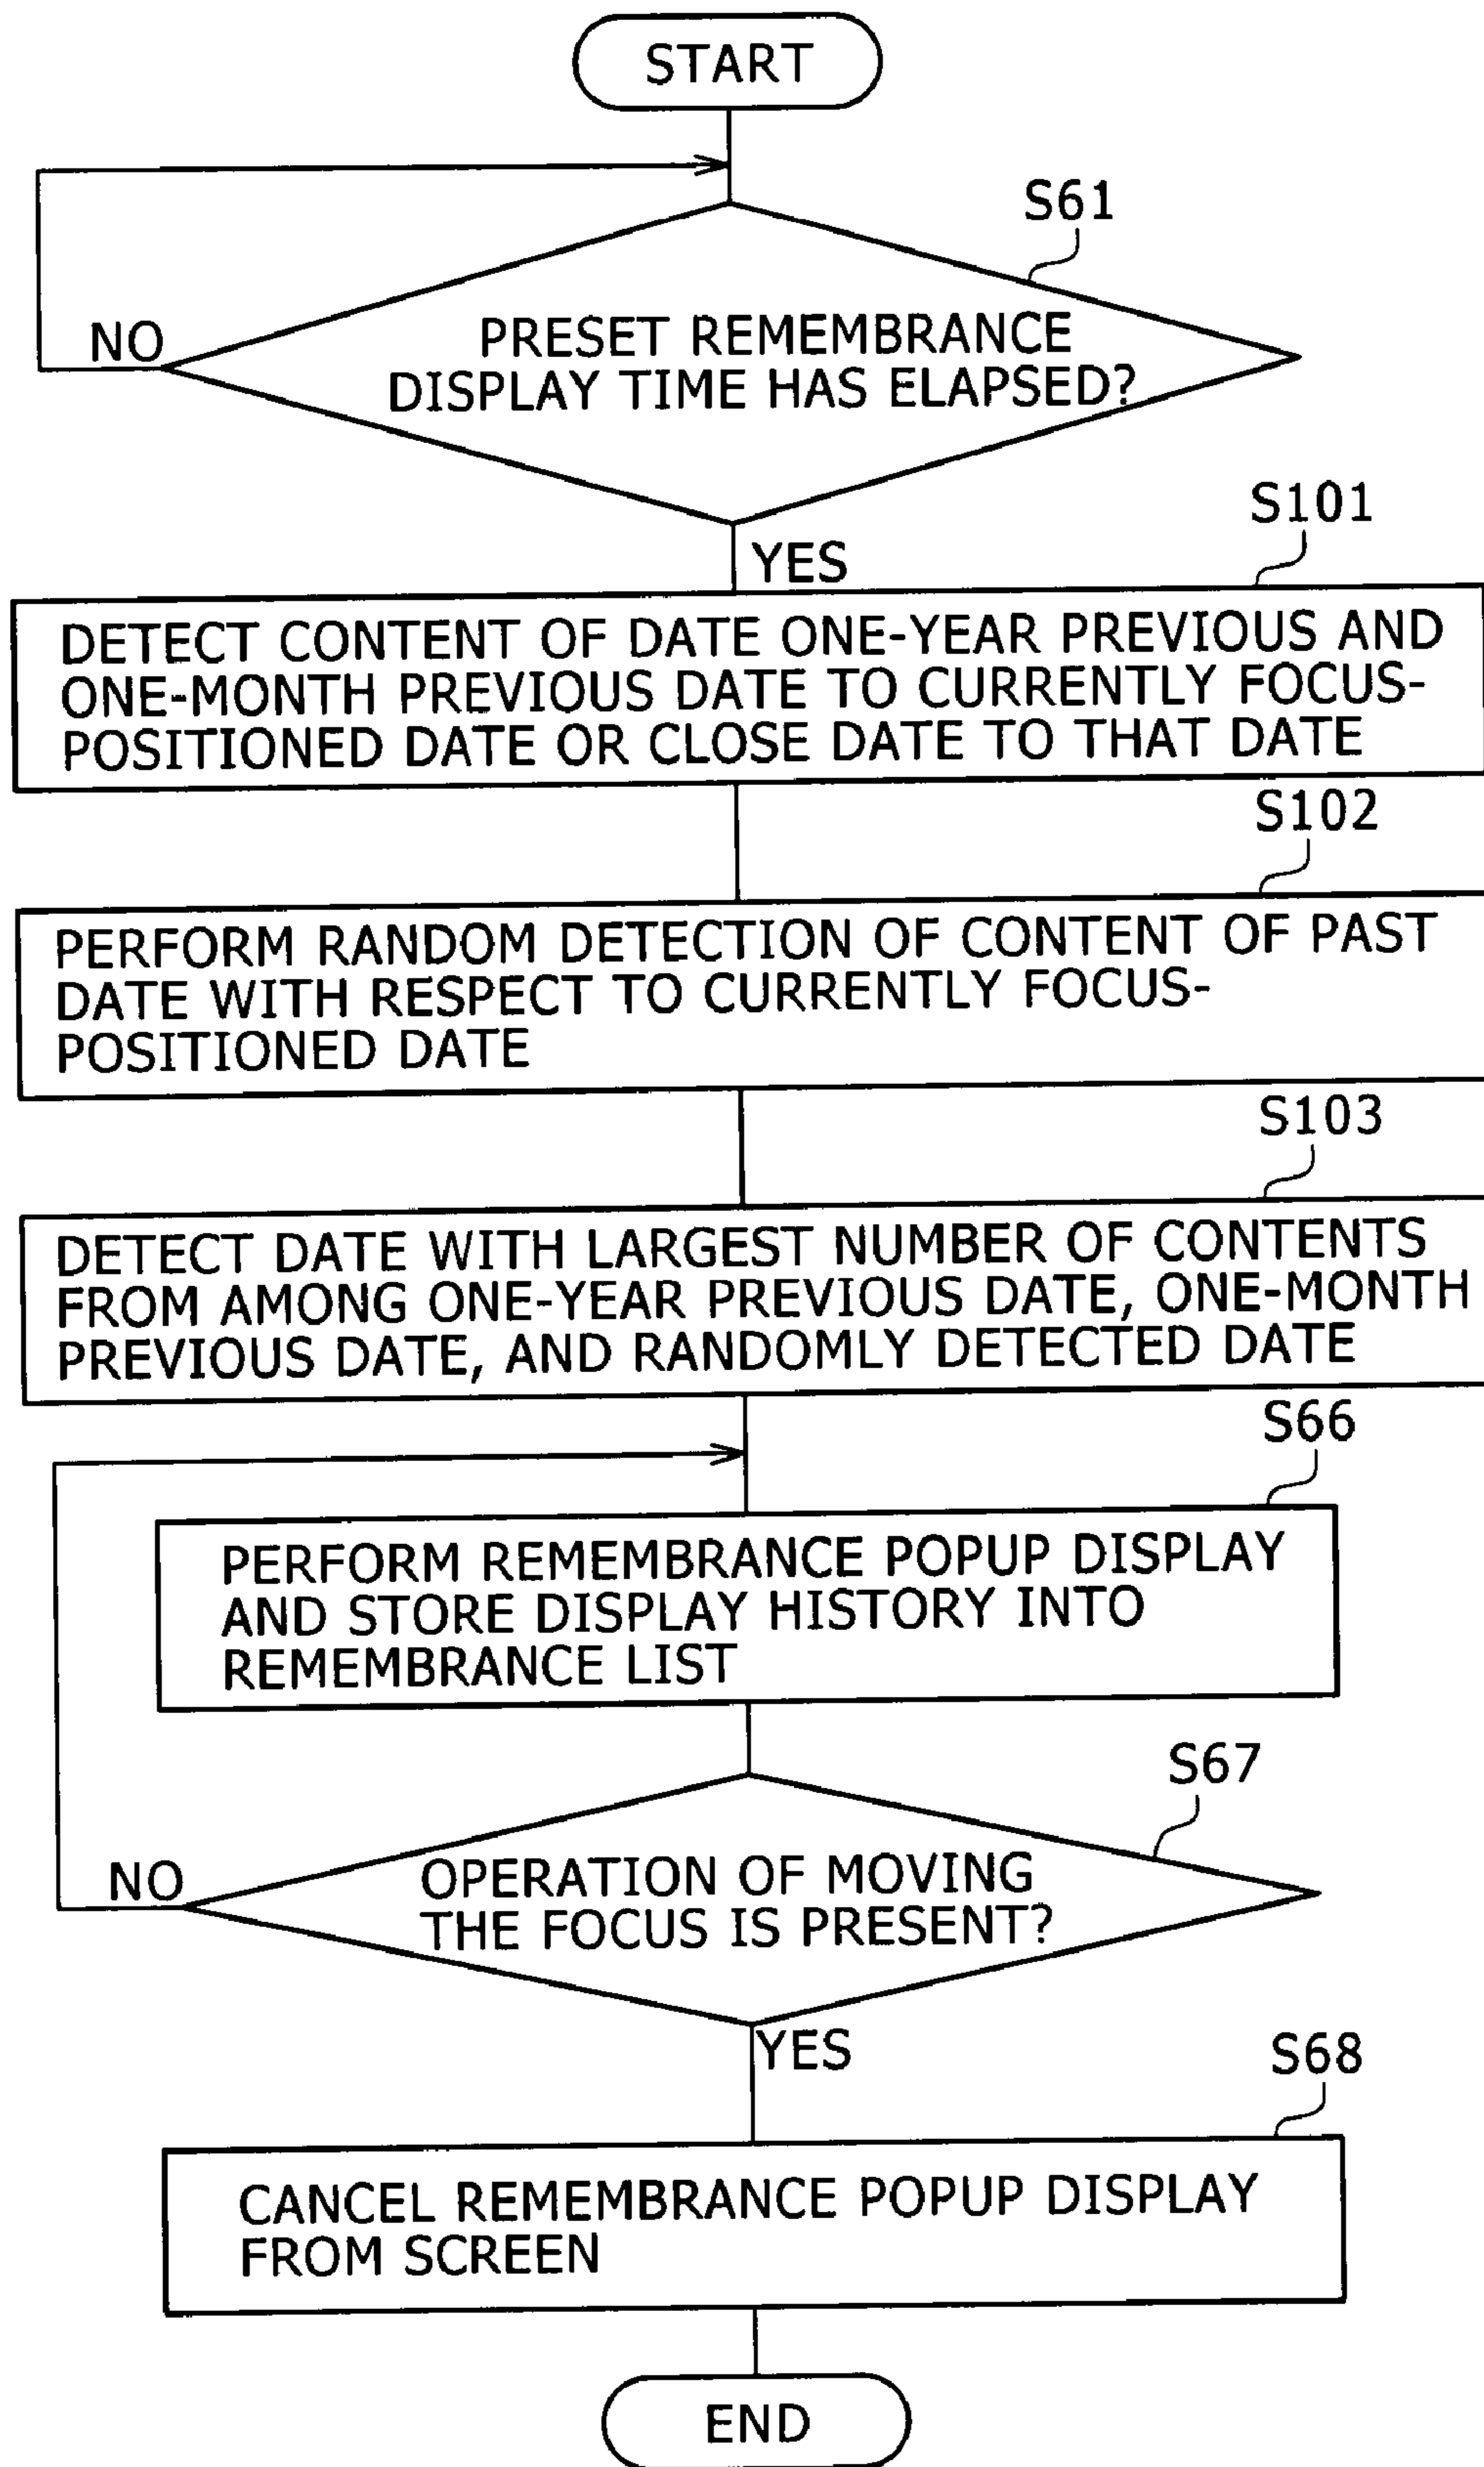 START
S61
NO
PRESET REMEMBRANCE
DISPLAY TIME HAS ELAPSED?
YES
S101
DETECT CONTENT OF DATE ONE-YEAR PREVIOUS AND
ONE-MONTH PREVIOUS DATE TO CURRENTLY FOCUS-
POSITIONED DATE OR CLOSE DATE TO THAT DATE
S102
PERFORM RANDOM DETECTION OF CONTENT OF PAST
DATE WITH RESPECT TO CURRENTLY FOCUS-
POSITIONED DATE
S103
DETECT DATE WITH LARGEST NUMBER OF CONTENTS
FROM AMONG ONE-YEAR PREVIOUS DATE, ONE-MONTH
PREVIOUS DATE, AND RANDOMLY DETECTED DATE
S66
PERFORM REMEMBRANCE POPUP DISPLAY
AND STORE DISPLAY HISTORY INTO
REMEMBRANCE LIST
S67
NO
OPERATION OF MOVING
THE FOCUS IS PRESENT?
YES
S68
CANCEL REMEMBRANCE POPUP DISPLAY
FROM SCREEN
END